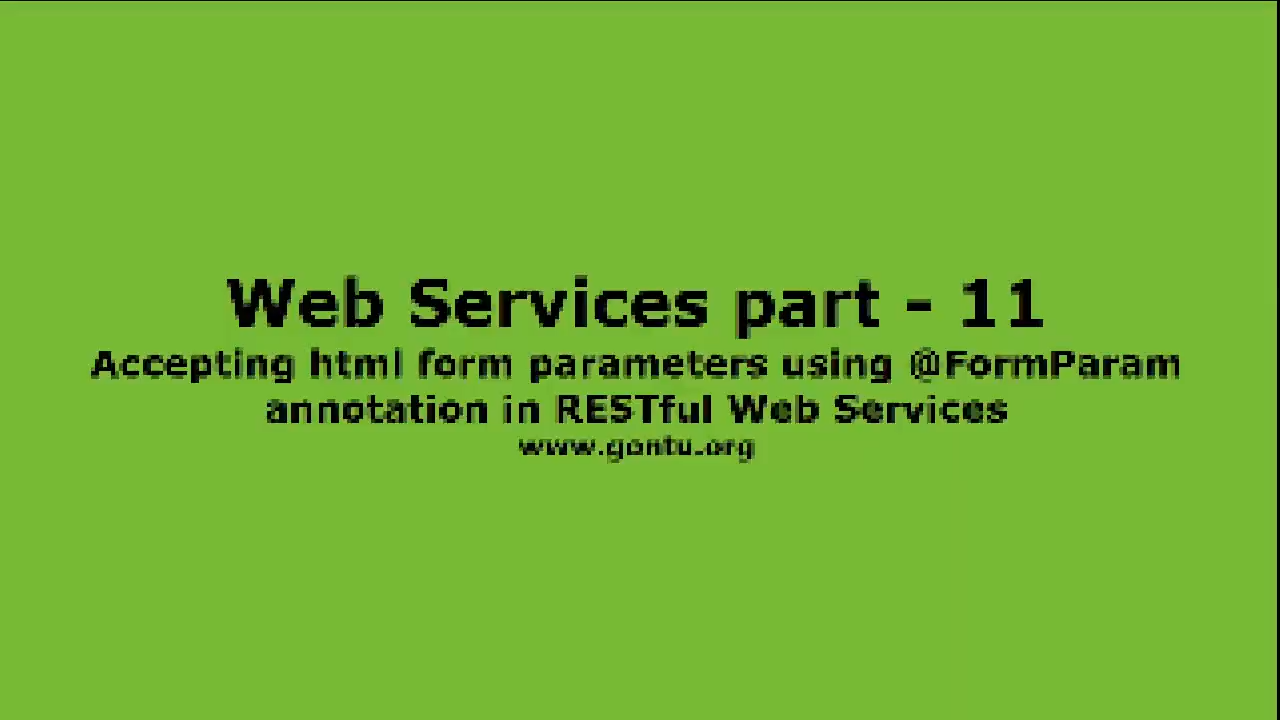 Web Services part - 11
Accepting html form parameters using @FormParam
annotation in RESTful Web Services
www.gontu.org